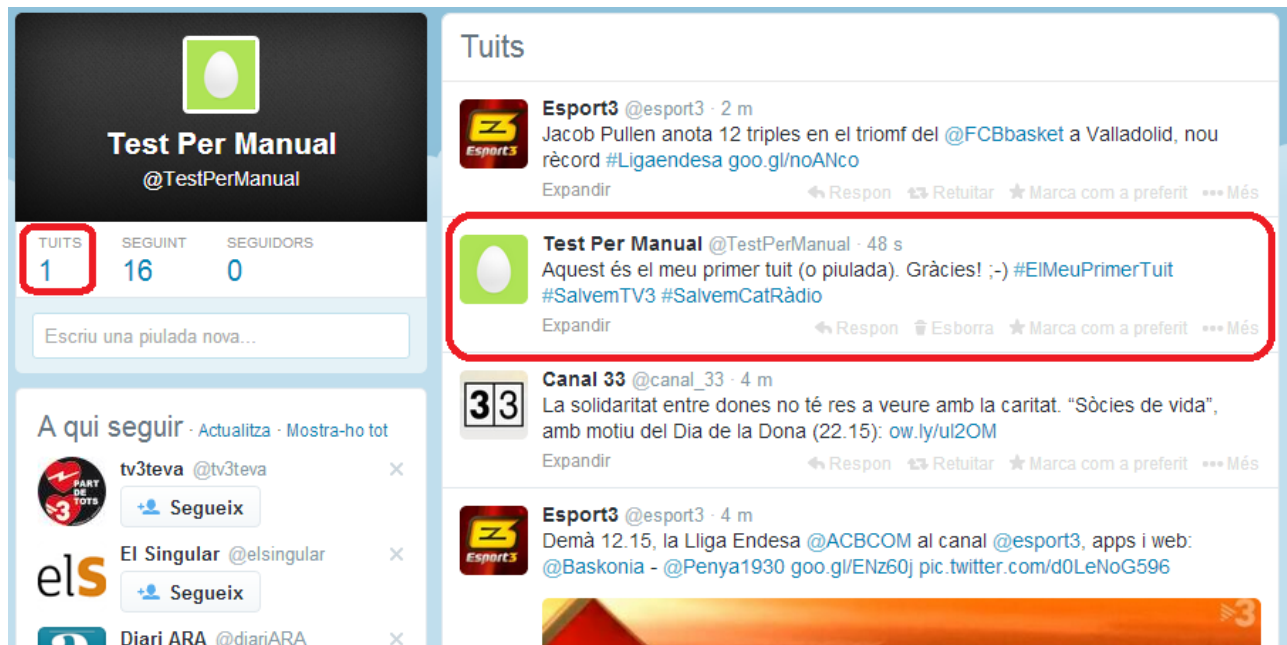 Test Per Manual
@TestPerManual
TUITS SEGUINT SEGUIDORS
1 16 0
Escriu una piulada nova...
A qui seguir · Actualitza · Mostra-ho tot
PART
DE
TOTS
3
tv3teva @tv3teva ×
Segueix
elS
El Singular @elsingular ×
Segueix
Diari ARA @diariARA ×
Tuits
Esport3
Esport3 @esport3 · 2 m
Jacob Pullen anota 12 triples en el triomf del @FCBbasket a Valladolid, nou
rècord #Ligaendesa goo.gl/noANco
Expandir Respon Retuitar Marca com a preferit ••• Més
Test Per Manual @TestPerManual · 48 s
Aquest és el meu primer tuit (o piulada). Gràcies! ;-) #ElMeuPrimerTuit
#SalvemTV3 #SalvemCatRàdio
Expandir Respon Esborra Marca com a preferit ••• Més
33
Canal 33 @canal_33 · 4 m
La solidaritat entre dones no té res a veure amb la caritat. “Sòcies de vida”,
amb motiu del Dia de la Dona (22.15): ow.ly/ul2OM
Expandir Respon Retuitar Marca com a preferit ••• Més
Esport3
Esport3 @esport3 · 4 m
Demà 12.15, la Lliga Endesa @ACBCOM al canal @esport3, apps i web:
@Baskonia - @Penya1930 goo.gl/ENz60j pic.twitter.com/d0LeNoG596
3